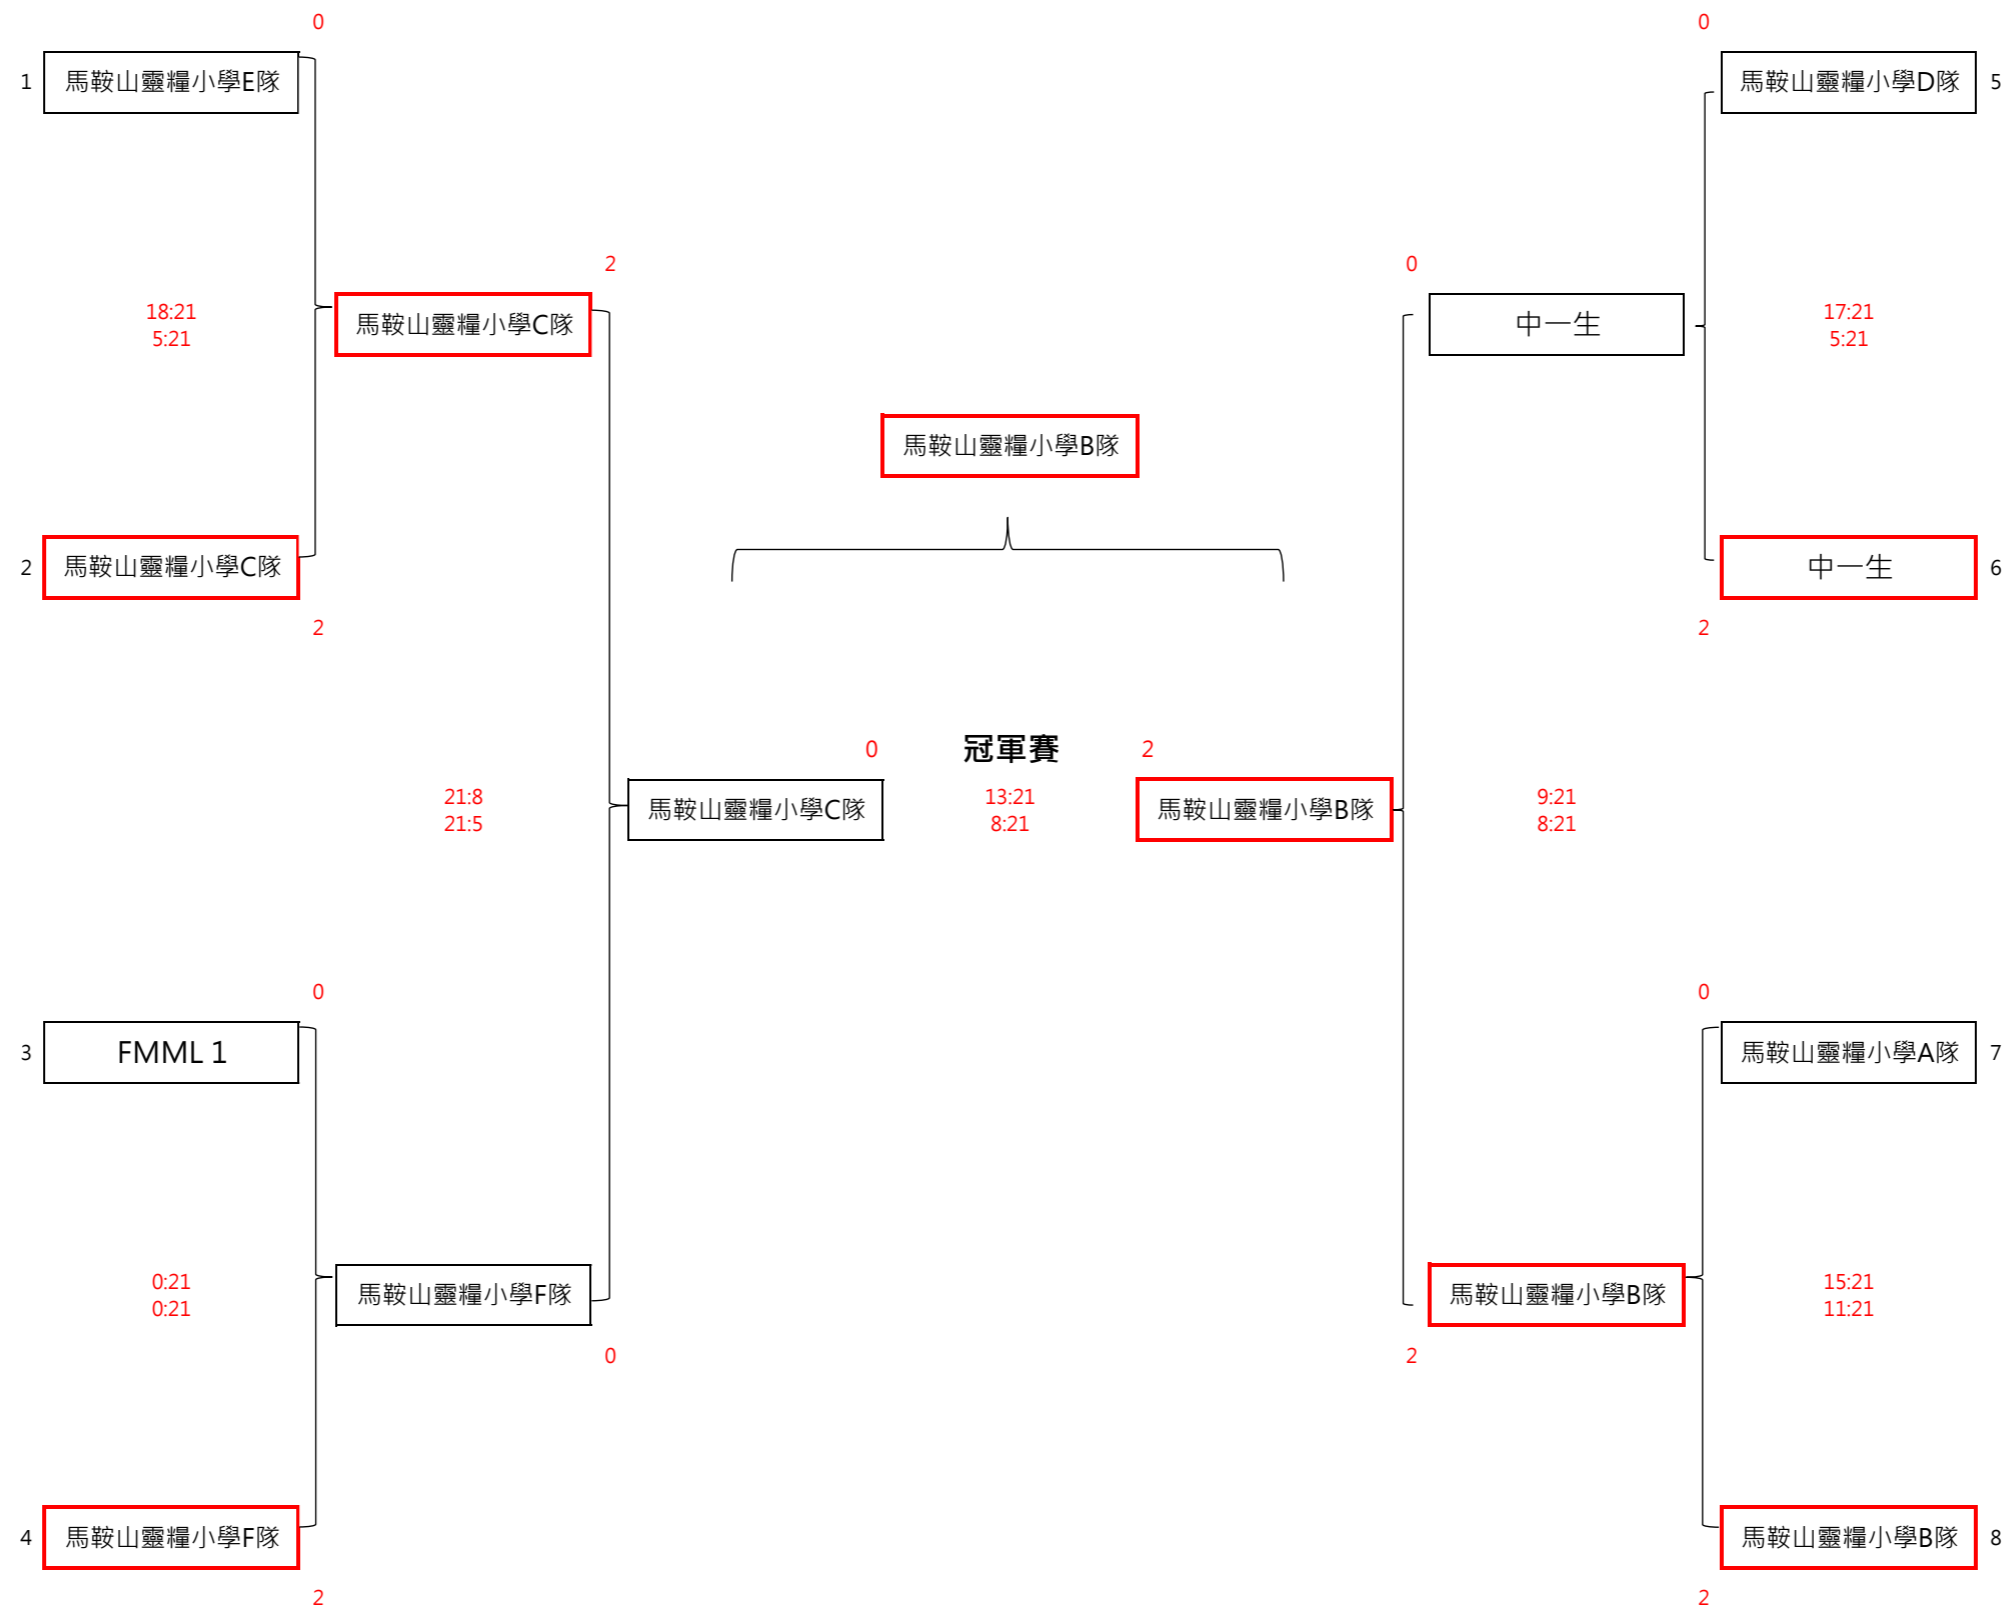 0
0
1
馬鞍山靈糧小學E隊
馬鞍山靈糧小學D隊
5
2
0
18:21
5:21
馬鞍山靈糧小學C隊
中一生
17:21
5:21
馬鞍山靈糧小學B隊
2
馬鞍山靈糧小學C隊
中一生
6
2
2
0
冠軍賽
2
21:8
21:5
馬鞍山靈糧小學C隊
13:21
8:21
馬鞍山靈糧小學B隊
9:21
8:21
0
0
3
FMML 1
馬鞍山靈糧小學A隊
7
0:21
0:21
馬鞍山靈糧小學F隊
馬鞍山靈糧小學B隊
15:21
11:21
0
2
4
馬鞍山靈糧小學F隊
馬鞍山靈糧小學B隊
8
2
2